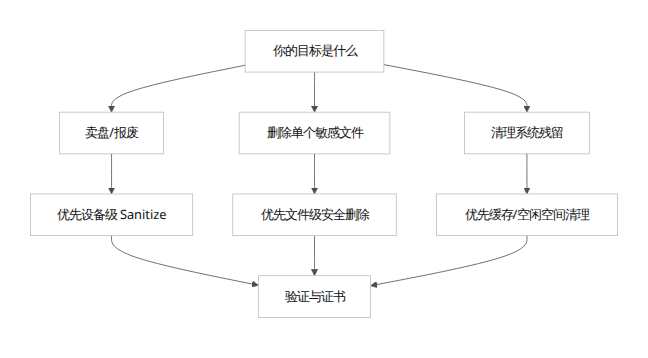 你的目标是什么
卖盘/报废
删除单个敏感文件
清理系统残留
优先设备级 Sanitize
优先文件级安全删除
优先缓存/空闲空间清理
验证与证书